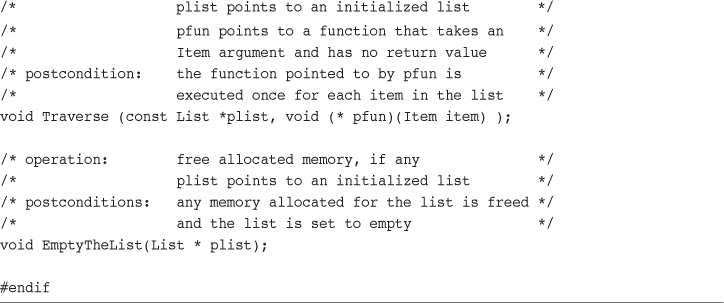 /*                   plist points to an initialized list        */
/*                   pfun points to a function that takes an    */
/*                   Item argument and has no return value      */
/* postcondition:    the function pointed to by pfun is         */
/*                   executed once for each item in the list    */
void Traverse (const List *plist, void (* pfun)(Item item) );
/* operation:        free allocated memory, if any              */
/*                   plist points to an initialized list        */
/* postconditions:   any memory allocated for the list is freed */
/*                   and the list is set to empty               */
void EmptyTheList(List * plist);
#endif